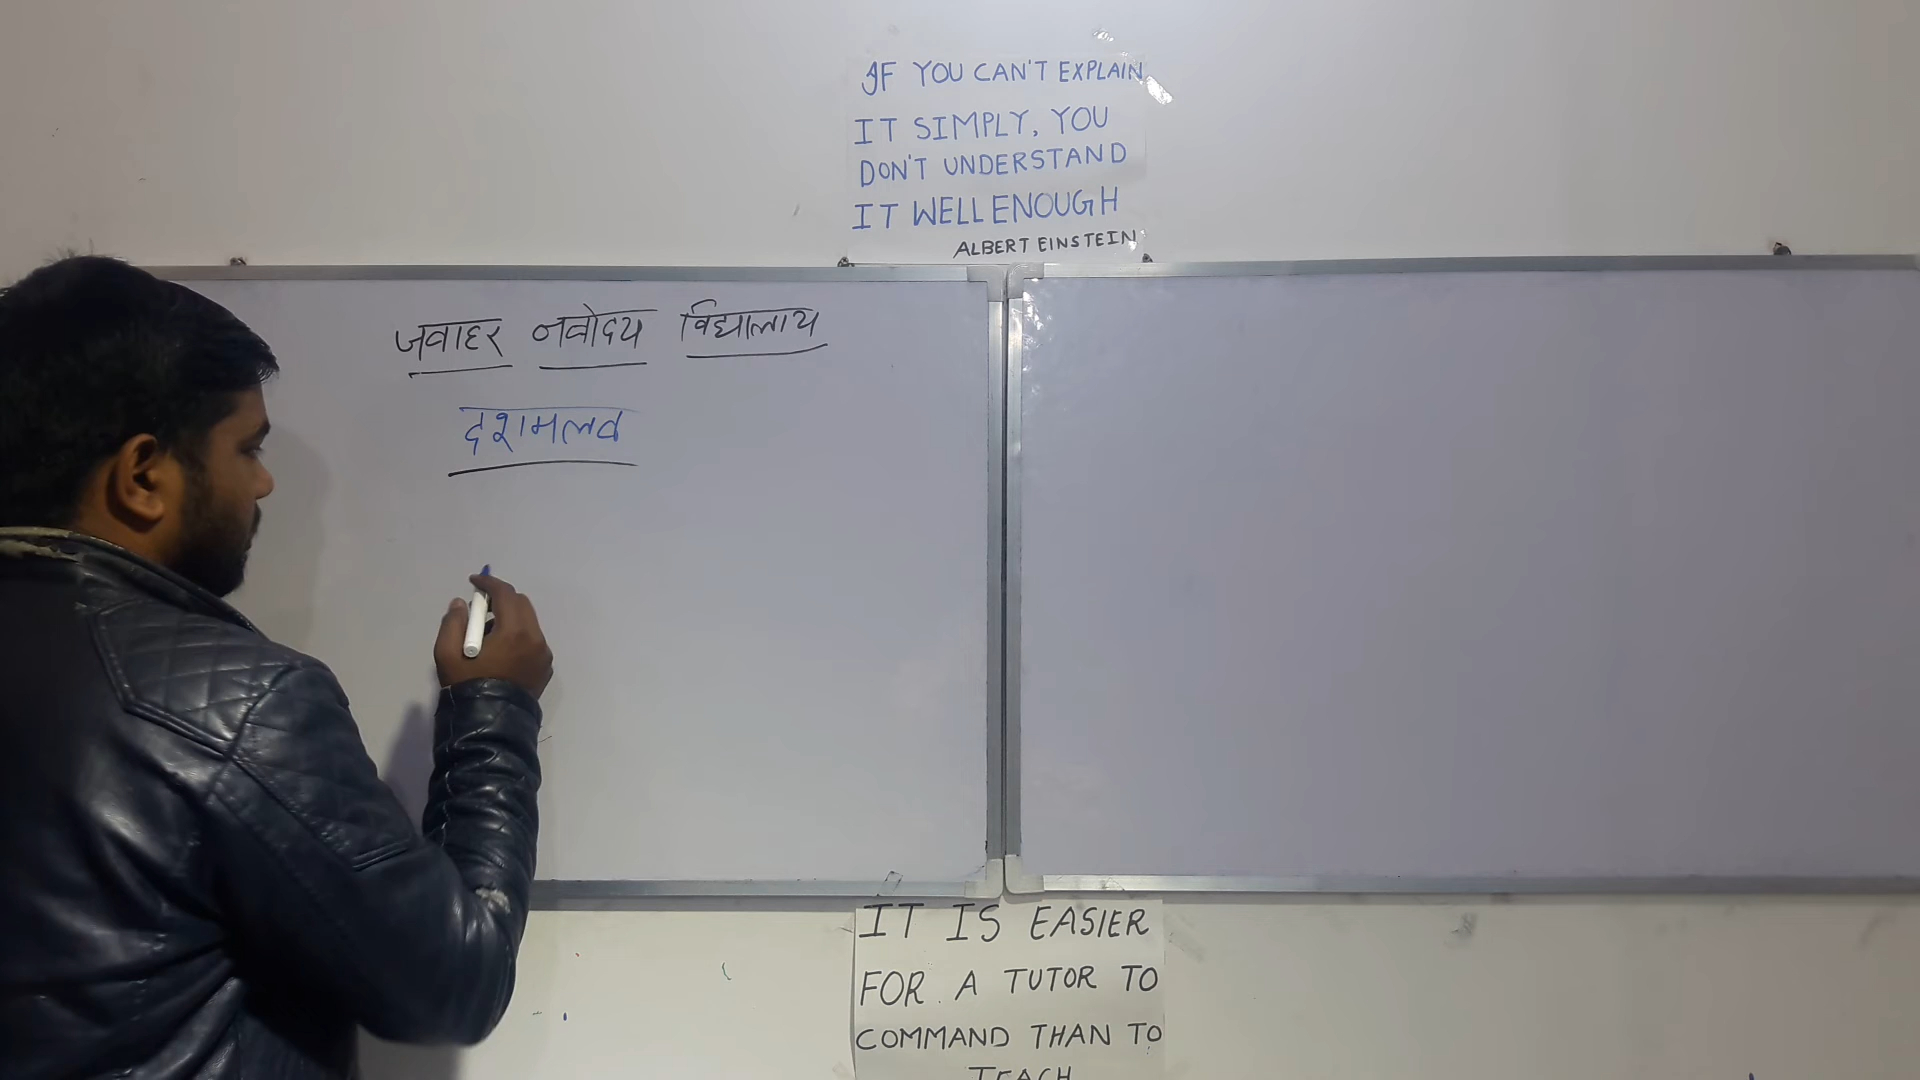 IF YOU CAN'T EXPLAIN
IT SIMPLY, YOU
DON'T UNDERSTAND
IT WELL ENOUGH
ALBERT EINSTEIN
जवाहर नवोदय विद्यालय
दशमलव
IT IS EASIER
FOR A TUTOR TO
COMMAND THAN TO
TEACH